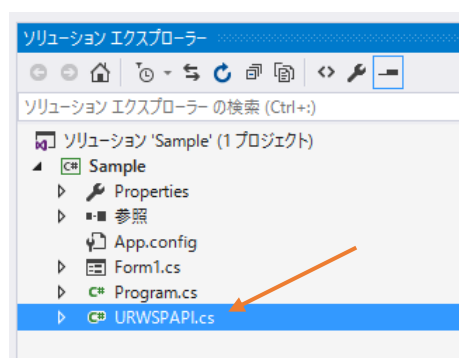 ソリューション エクスプローラー
ソリューション エクスプローラー の検索 (Ctrl+:)
ソリューション 'Sample' (1 プロジェクト)
C# Sample
Properties
参照
App.config
Form1.cs
C# Program.cs
C# URWSPAPI.cs